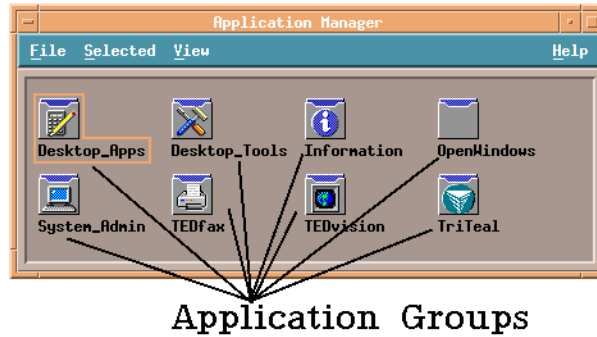 Application Manager
File Selected View Help
Desktop_Apps Desktop_Tools Information OpenWindows
System_Admin TEDfax TEDvision TriTeal
Application Groups